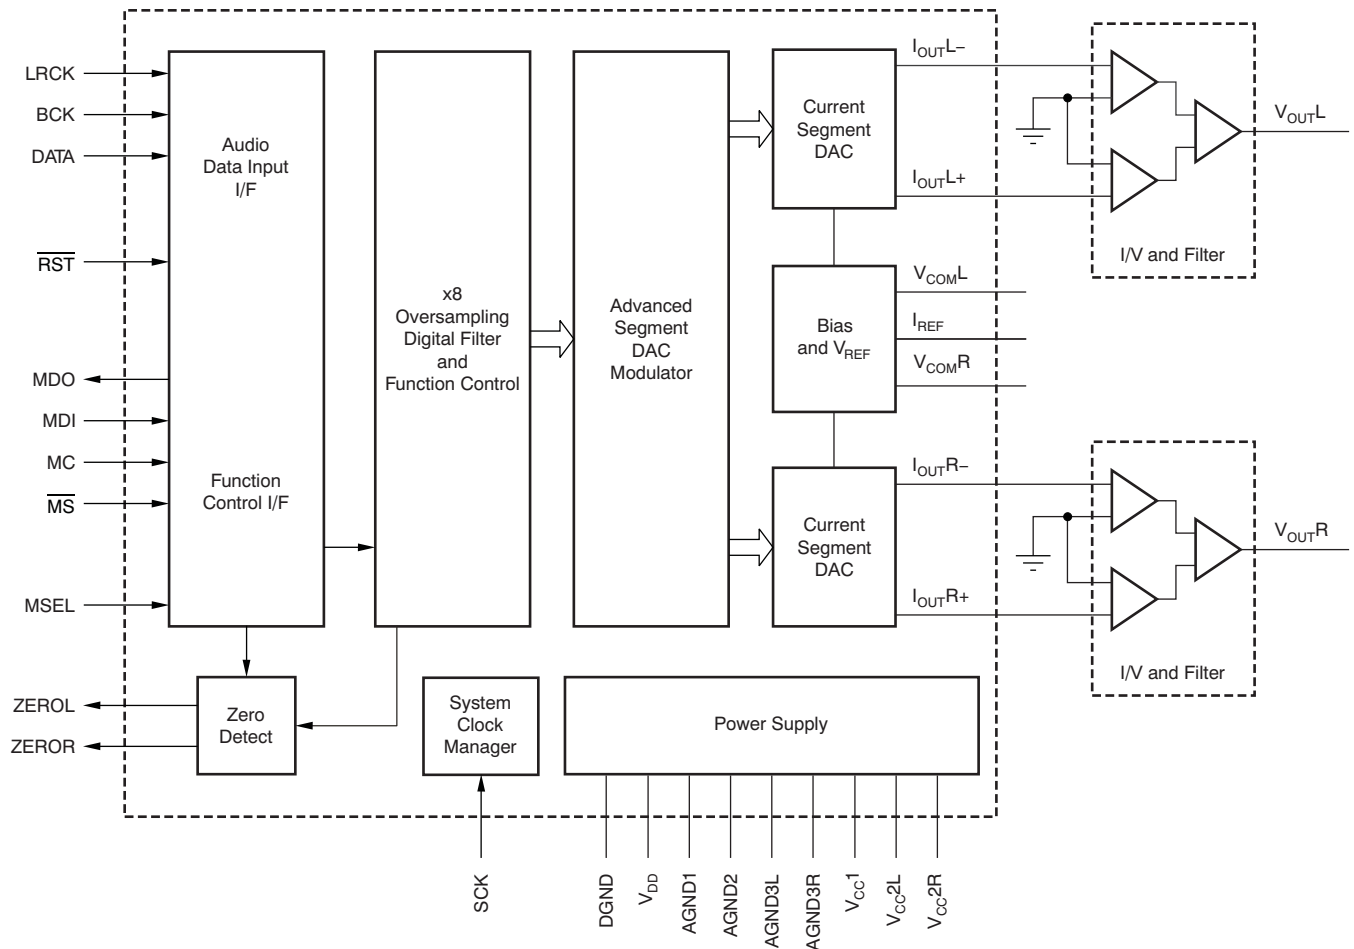 LRCK
BCK
DATA
RST
MDO
MDI
MC
MS
MSEL
ZEROL
ZEROR
Audio
Data Input
I/F
Function
Control I/F
x8
Oversampling
Digital Filter
and
Function Control
Advanced
Segment
DAC
Modulator
Current
Segment
DAC
Bias
and VREF
Current
Segment
DAC
IOUTL–
IOUTL+
VCOML
IREF
VCOMR
IOUTR–
IOUTR+
VOUTL
I/V and Filter
VOUTR
I/V and Filter
Zero
Detect
System
Clock
Manager
Power Supply
SCK
DGND
VDD
AGND1
AGND2
AGND3L
AGND3R
VCC1
VCC2L
VCC2R